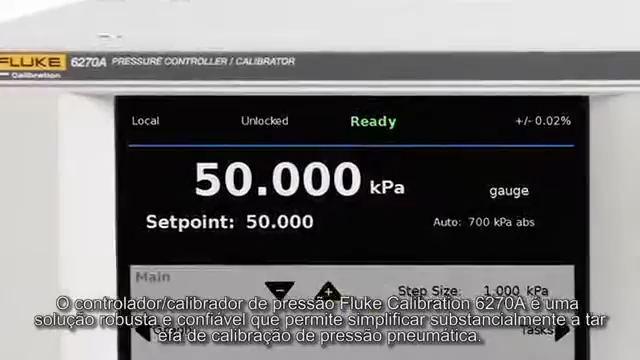 FLUKE
Calibration
6270A PRESSURE CONTROLLER / CALIBRATOR
Local Unlocked Ready +/- 0.02%
50.000 kPa gauge
Setpoint: 50.000 Auto: 700 kPa abs
Main
Step Size: 1.000 kPa
Tasks
O controlador/calibrador de pressão Fluke Calibration 6270A é uma
solução robusta e confiável que permite simplificar substancialmente a tar
efa de calibração de pressão pneumática.